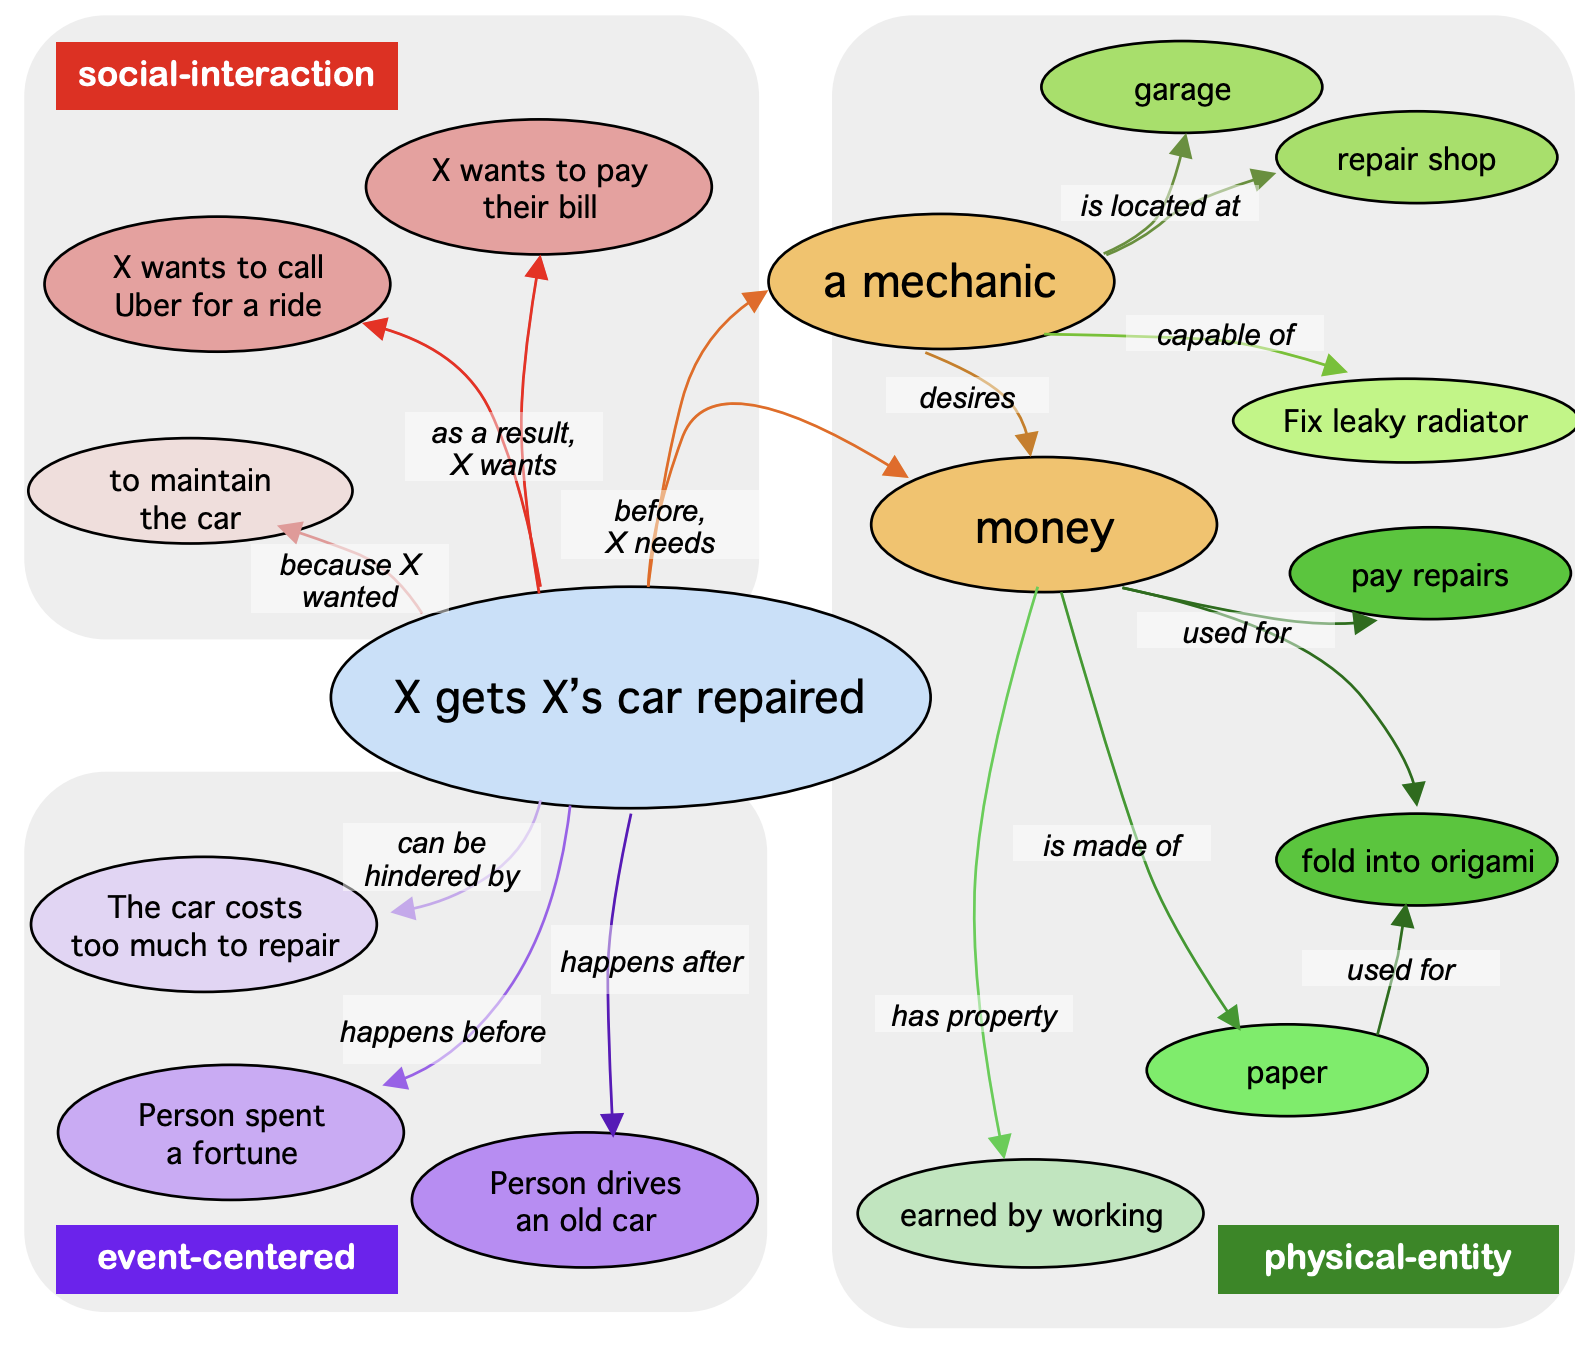 social-interaction
X wants to pay
their bill
X wants to call
Uber for a ride
to maintain
the car
as a result,
X wants
because X
wanted
before,
X needs
X gets X’s car repaired
a mechanic
garage
repair shop
is located at
capable of
Fix leaky radiator
desires
money
pay repairs
used for
fold into origami
is made of
used for
has property
paper
earned by working
physical-entity
can be
hindered by
The car costs
too much to repair
happens after
happens before
Person spent
a fortune
Person drives
an old car
event-centered